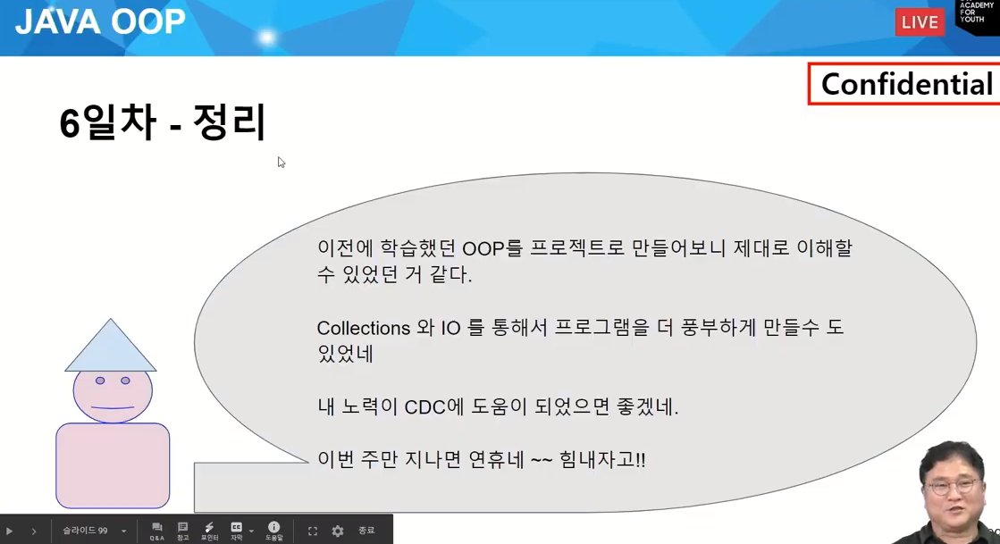 JAVA OOP
LIVE
ACADEMY
FOR
YOUTH
Confidential
6일차 - 정리
이전에 학습했던 OOP를 프로젝트로 만들어보니 제대로 이해할
수 있었던 거 같다.
Collections 와 IO 를 통해서 프로그램을 더 풍부하게 만들수 도
있었네
내 노력이 CDC에 도움이 되었으면 좋겠네.
이번 주만 지나면 연휴네 ~~ 힘내자고!!
슬라이드 99
Q&A
참고
포인터
자막
도움말
종료